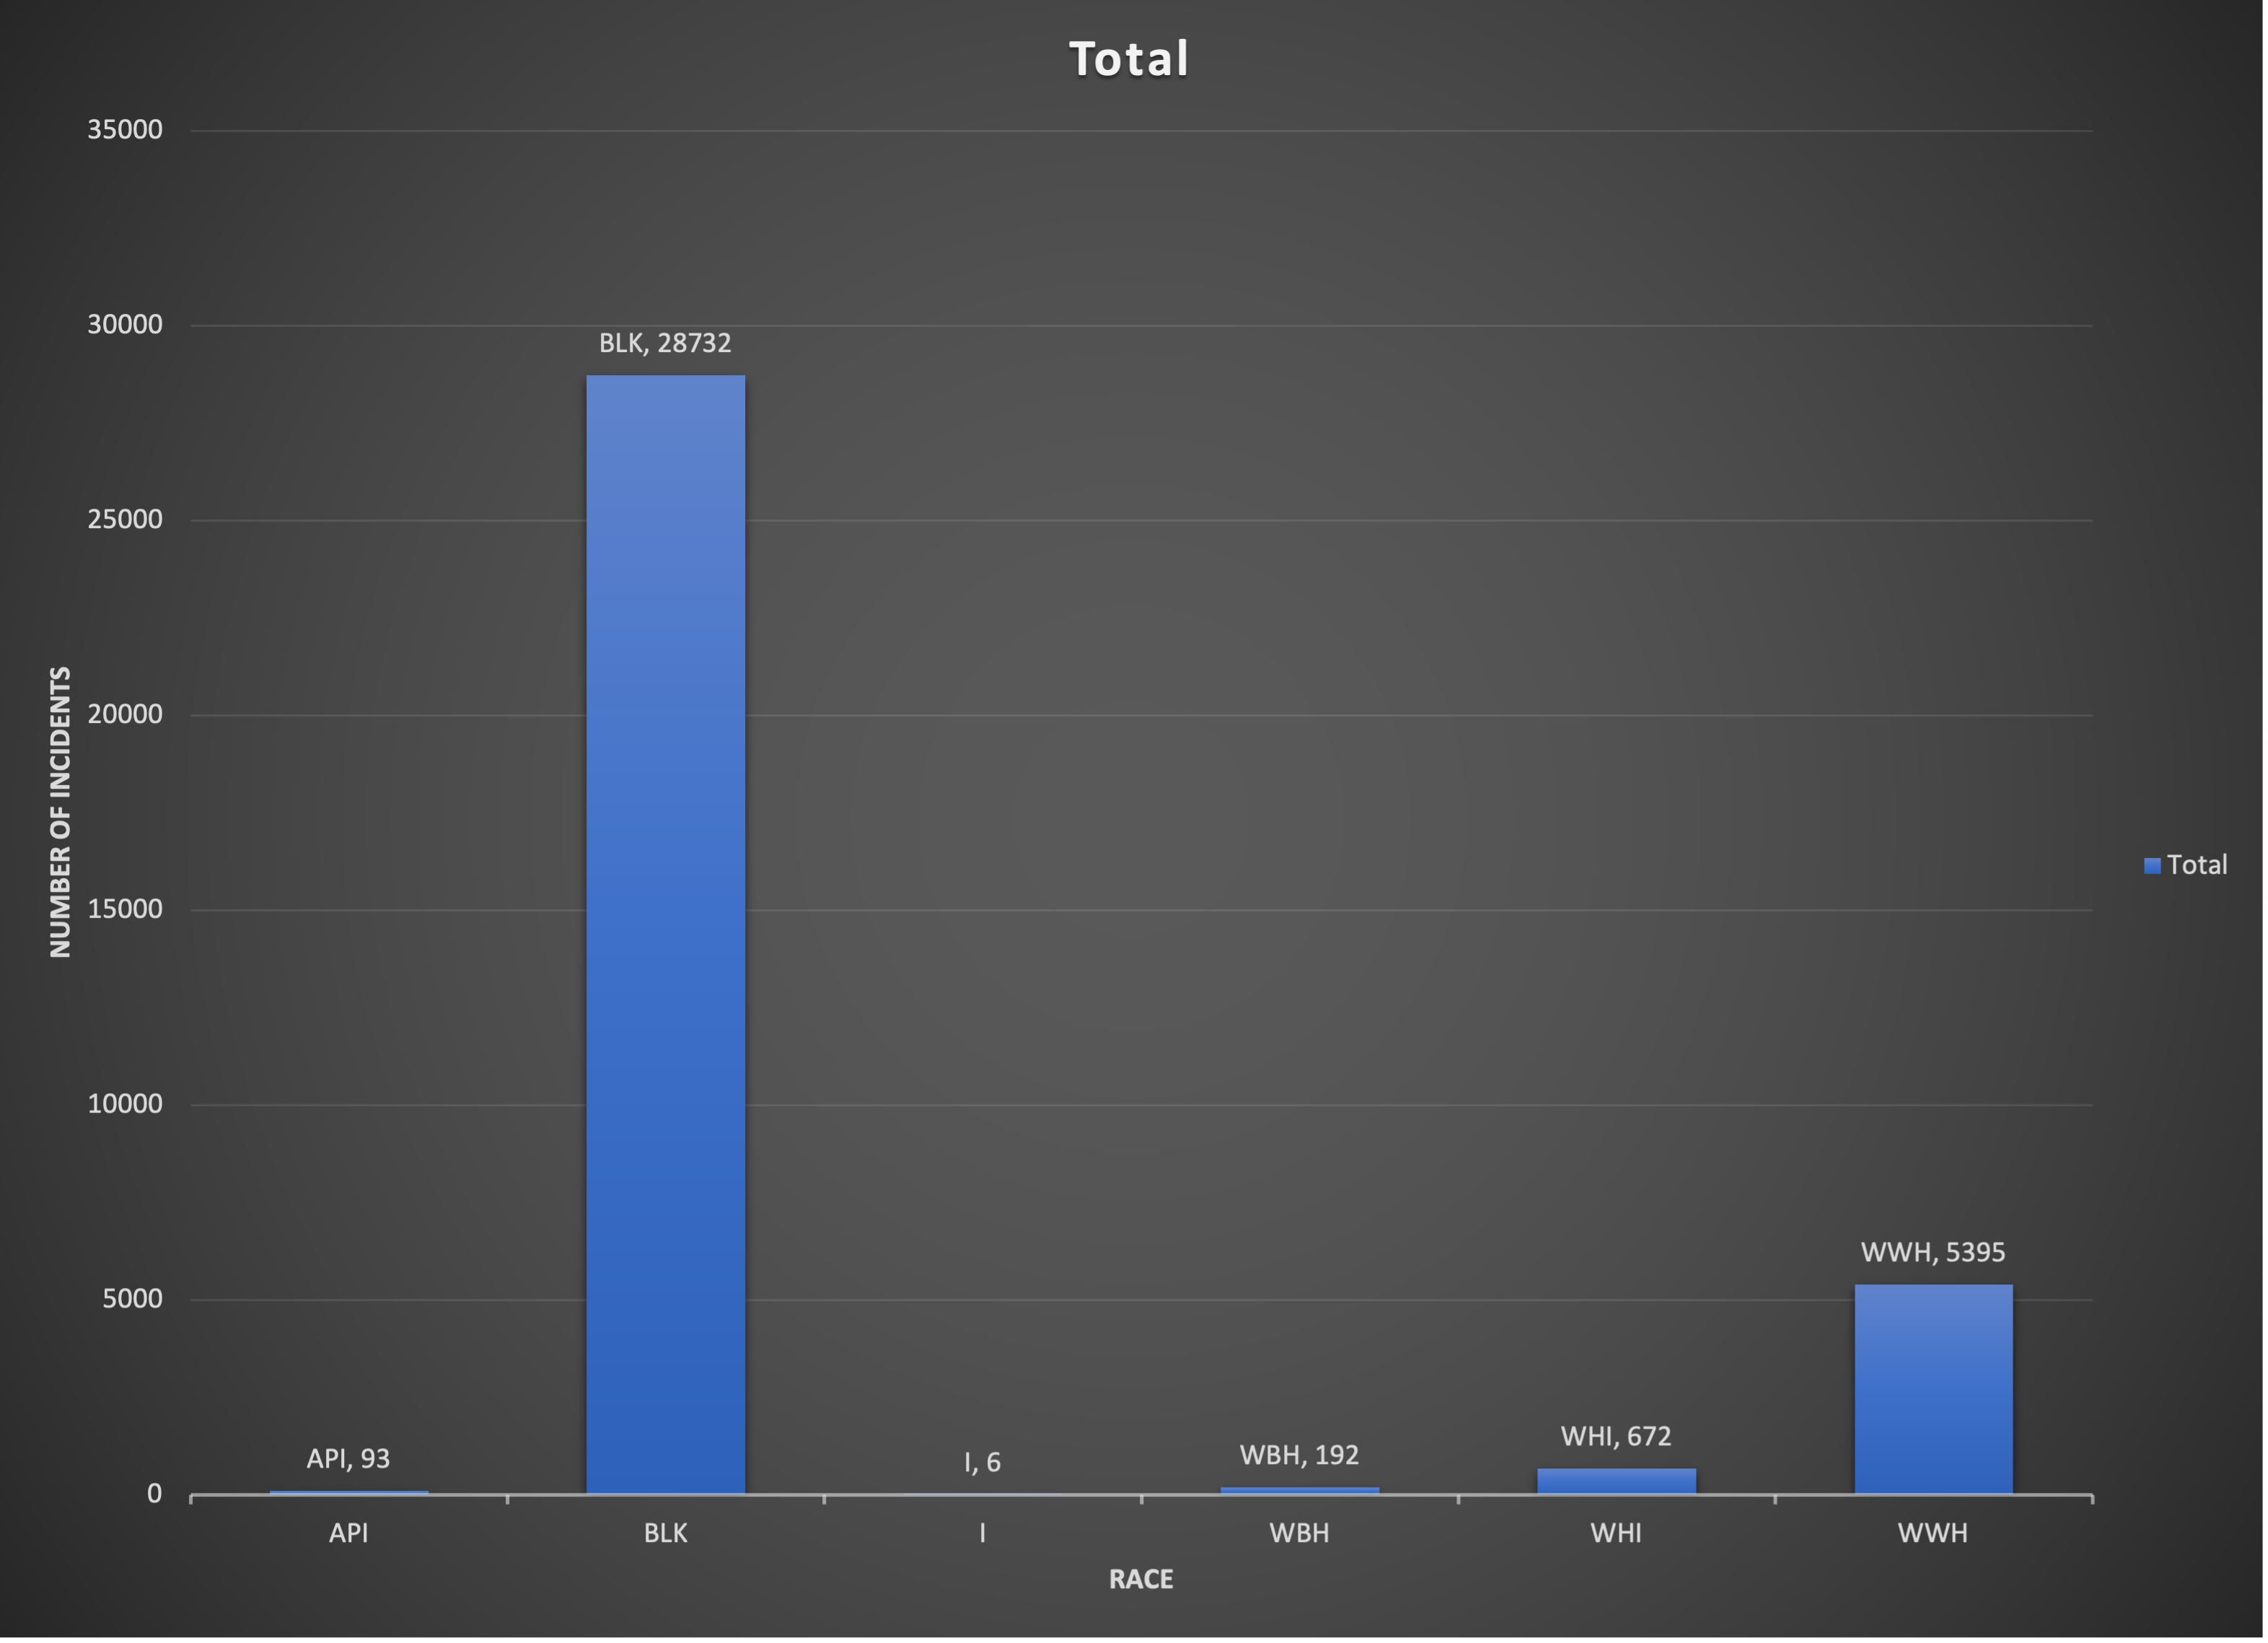 Total
35000
30000
25000
20000
15000
10000
5000
0
NUMBER OF INCIDENTS
API, 93
BLK, 28732
I, 6
WBH, 192
WHI, 672
WWH, 5395
API
BLK
I
WBH
WHI
WWH
RACE
Total